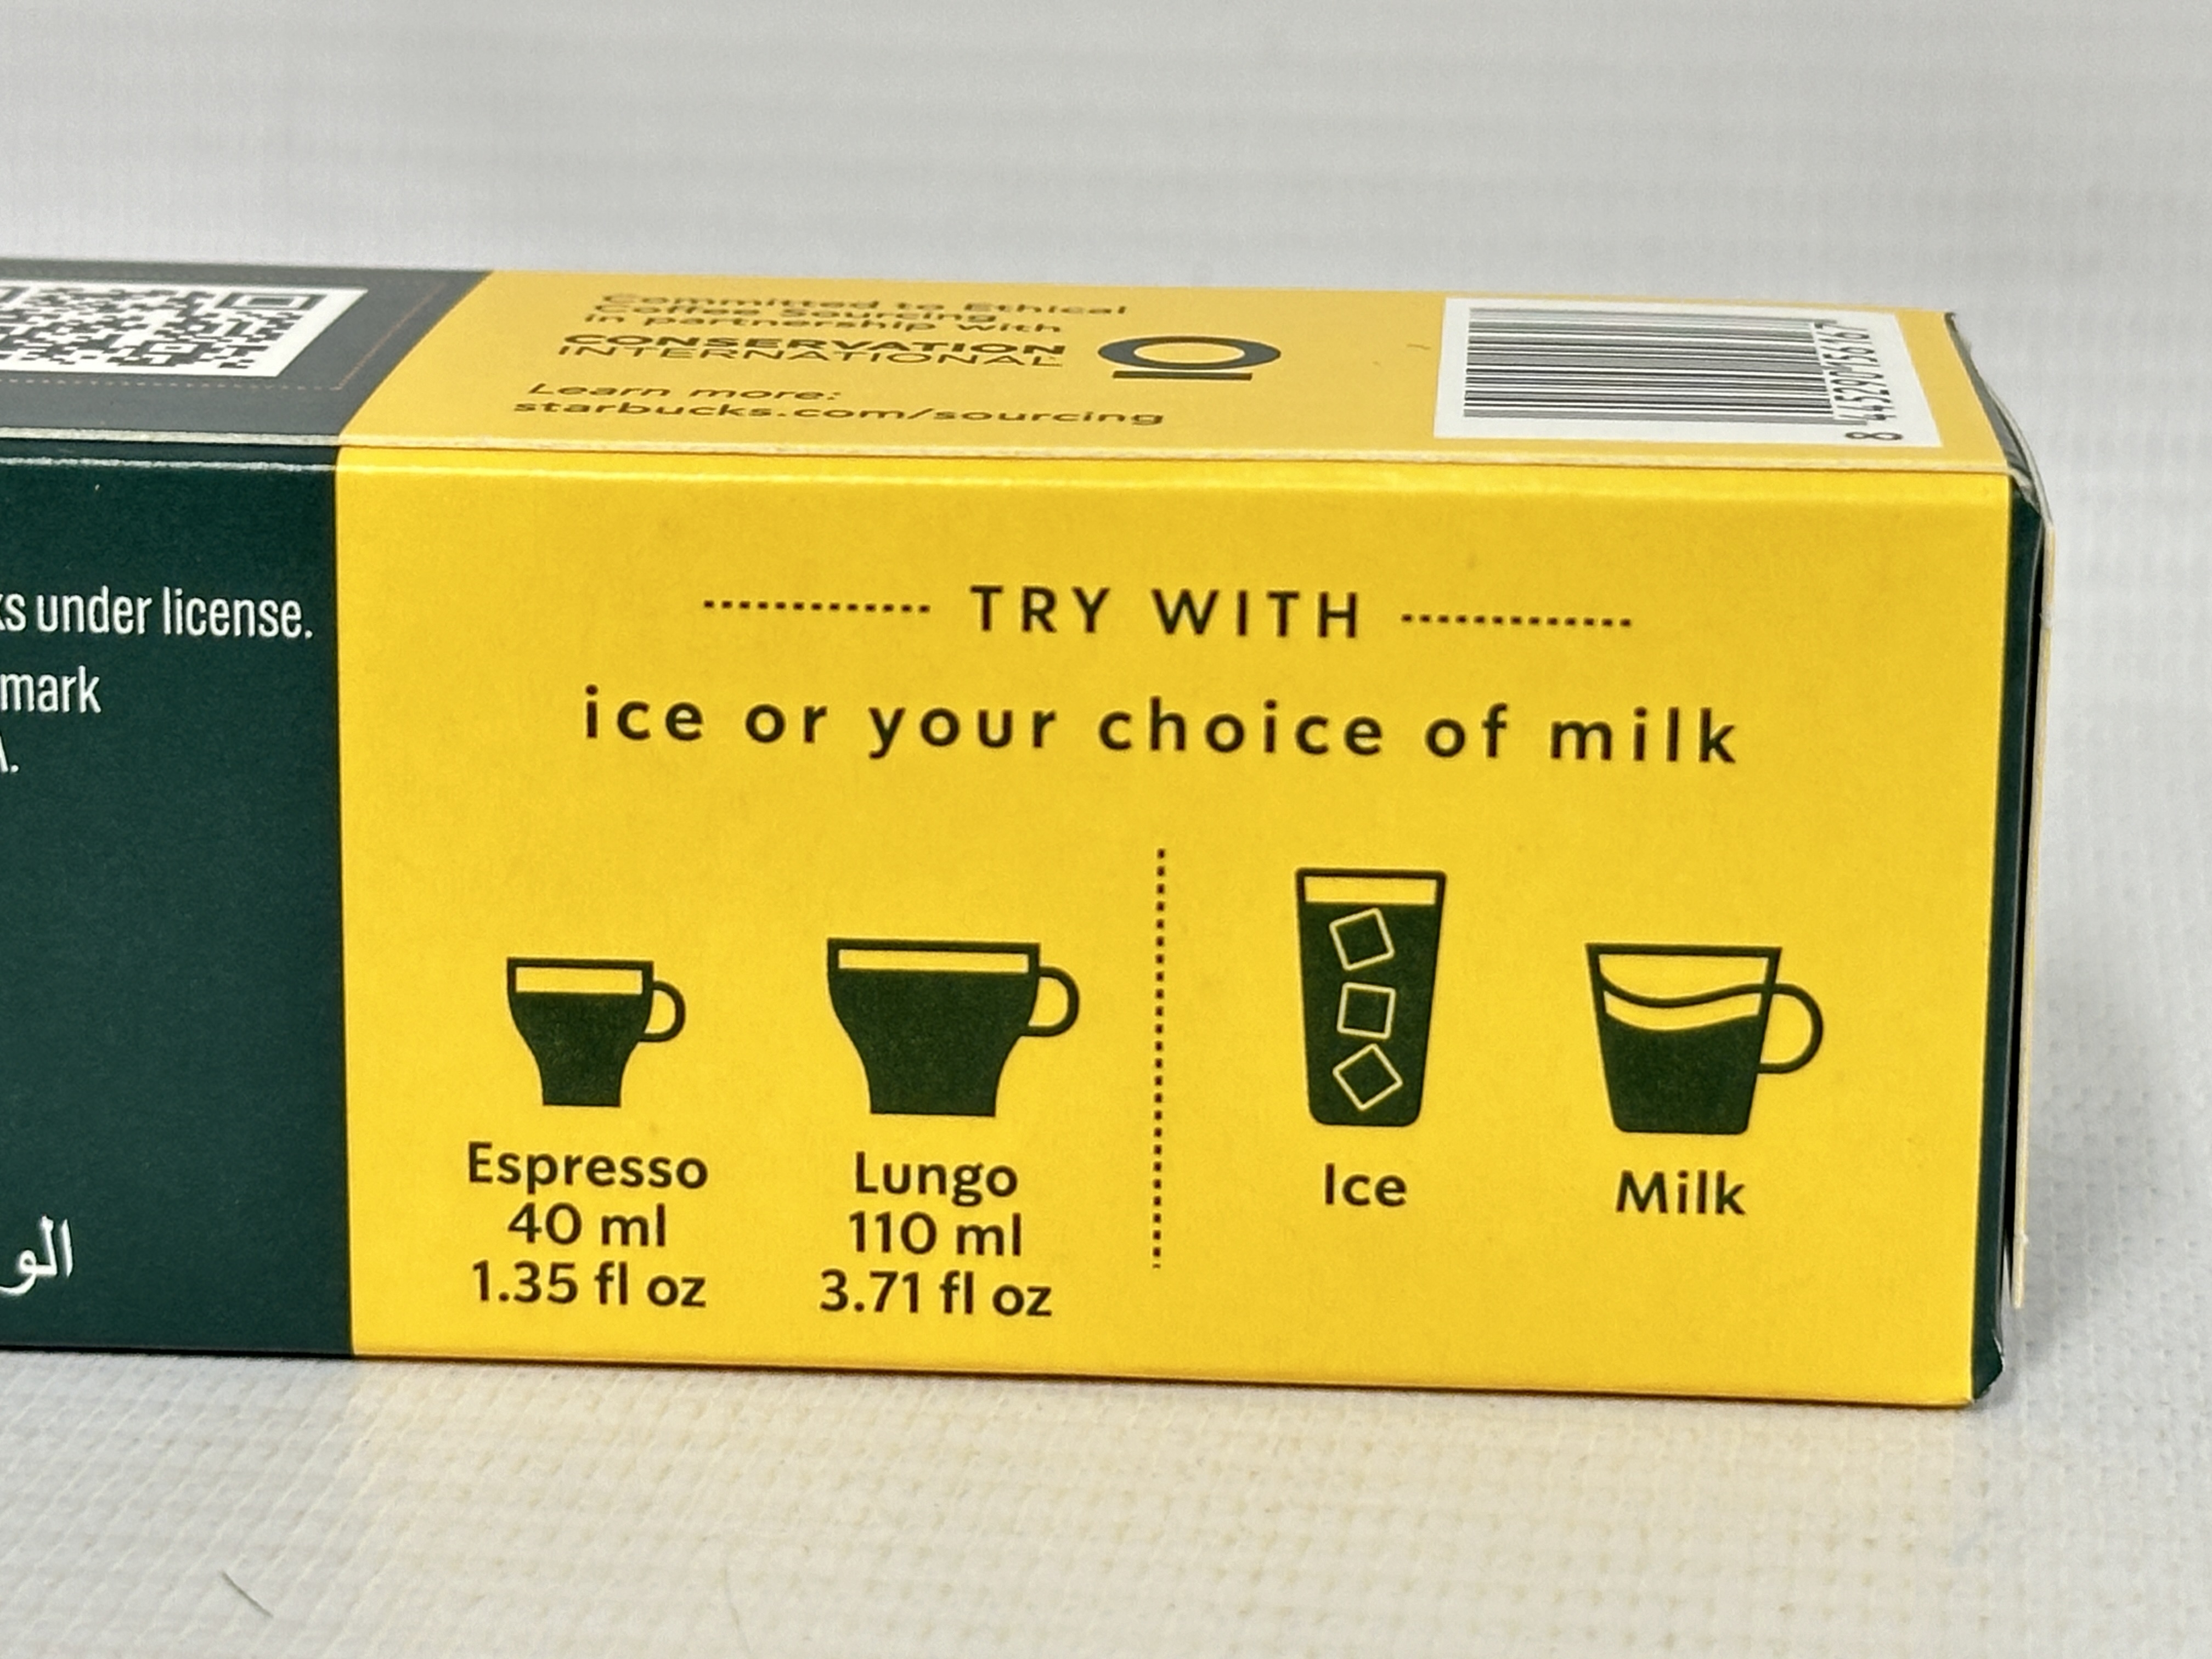 Committed to Ethical
Coffee Sourcing
in partnership with
CONSERVATION
INTERNATIONAL
Learn more:
starbucks.com/sourcing
ks under license.
mark
الو
TRY WITH
ice or your choice of milk
Espresso
40 ml
1.35 fl oz
Lungo
110 ml
3.71 fl oz
Ice
Milk